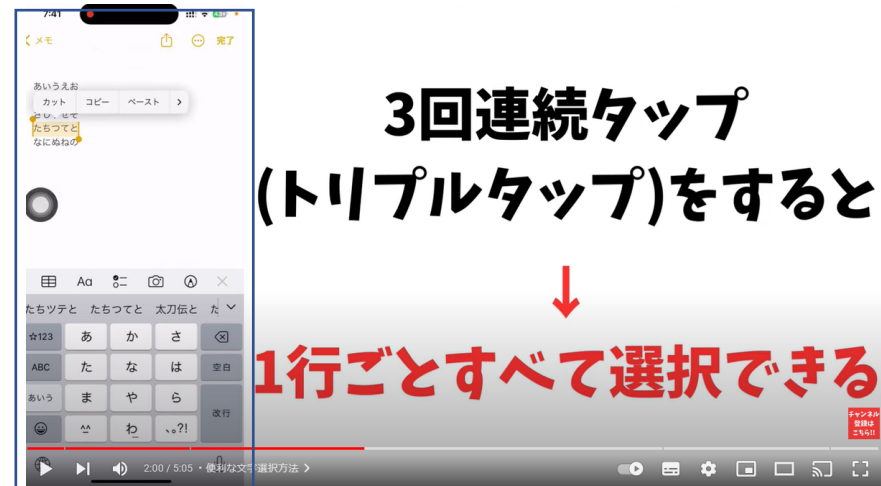 7:41
メモ
完了
あいうえお
カット コピー ペースト
さしすせそ
たちつてと
なにぬねの
Aa
たちツテと たちつてと 太刀伝と た
☆123 あ か さ
ABC た な は 空白
あいう ま や ら
改行
^^ わ 、。?!
3回連続タップ
(トリプルタップ)をすると
↓
1行ごとすべて選択できる
チャンネル
登録は
こちら!!
2:00 / 5:05 ・便利な文字選択方法